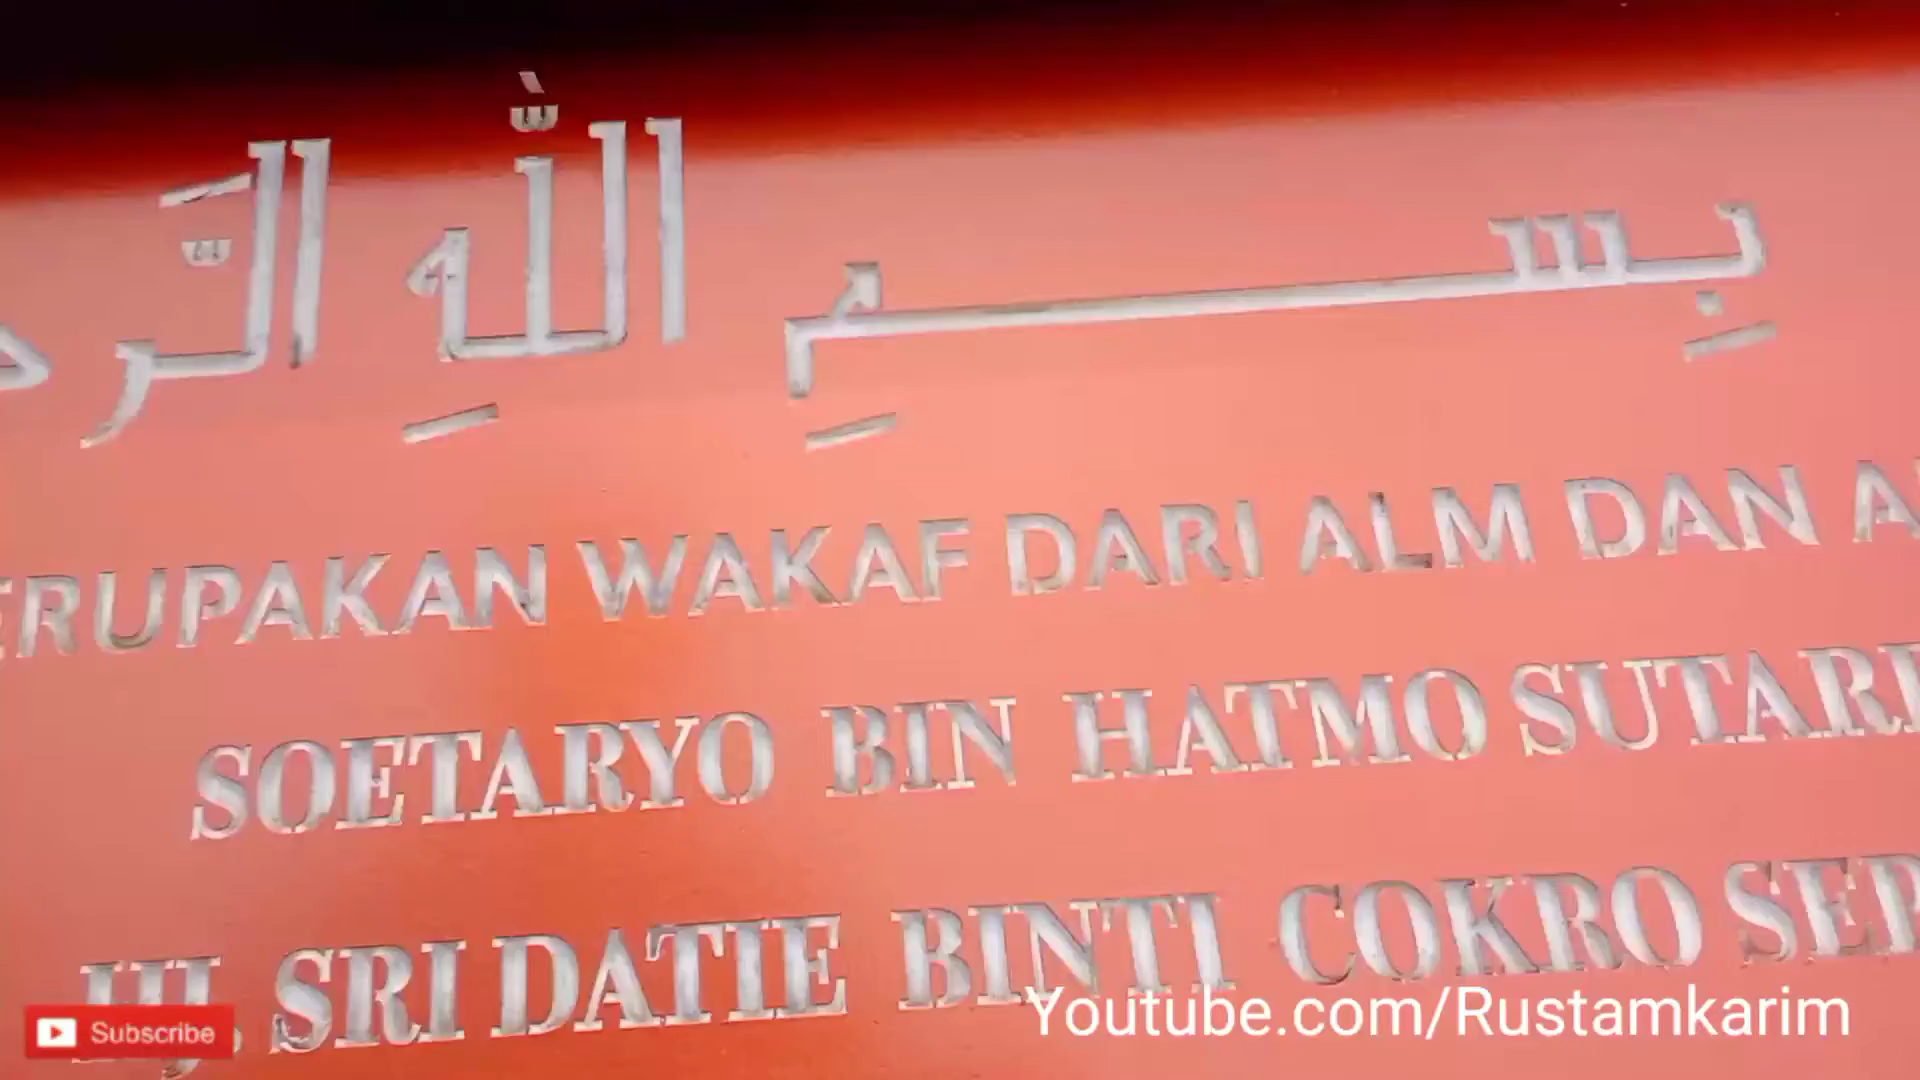 بِسْمِ اللَّهِ
ERUPAKAN WAKAF DARI ALM DAN A
SOETARYO BIN HATMO SUTAR
HJ. SRI DATIE BINTI COKRO SE
Subscribe
Youtube.com/Rustamkarim